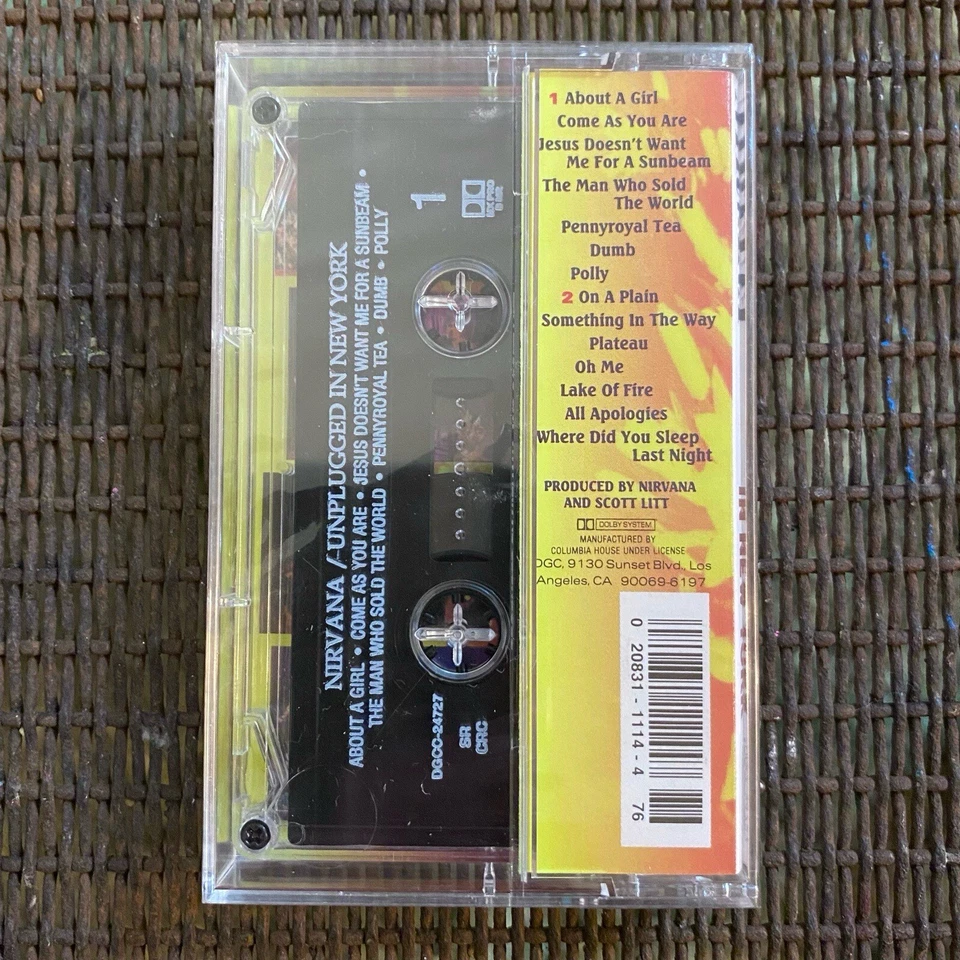 NIRVANA / UNPLUGGED IN NEW YORK
ABOUT A GIRL • COME AS YOU ARE • JESUS DOESN'T WANT ME FOR A SUNBEAM •
THE MAN WHO SOLD THE WORLD • PENNYROYAL TEA • DUMB • POLLY
1
DGCC-24727
SR
CRC
1 About A Girl
Come As You Are
Jesus Doesn't Want
Me For A Sunbeam
The Man Who Sold
The World
Pennyroyal Tea
Dumb
Polly
2 On A Plain
Something In The Way
Plateau
Oh Me
Lake Of Fire
All Apologies
Where Did You Sleep
Last Night
PRODUCED BY NIRVANA
AND SCOTT LITT
DOLBY SYSTEM
MANUFACTURED BY
COLUMBIA HOUSE UNDER LICENSE
DGC, 9130 Sunset Blvd., Los
Angeles, CA 90069-6197
0 20831-1114-4 76